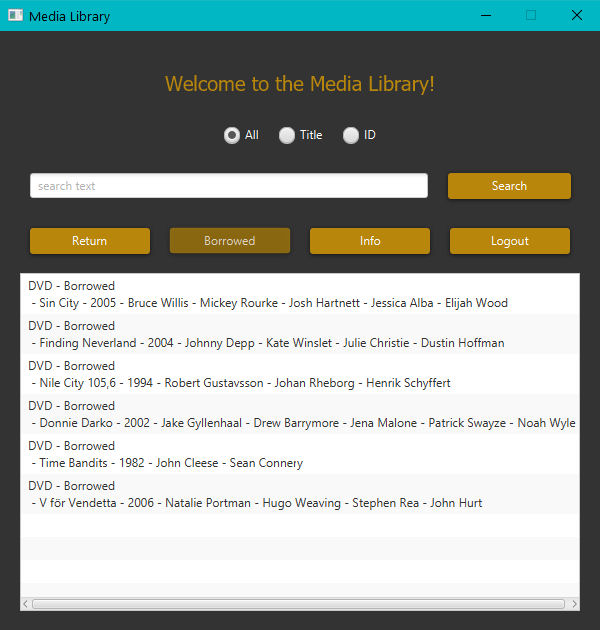 Media Library
Welcome to the Media Library!
All Title ID
search text Search
Return Borrowed Info Logout
DVD - Borrowed
- Sin City - 2005 - Bruce Willis - Mickey Rourke - Josh Hartnett - Jessica Alba - Elijah Wood
DVD - Borrowed
- Finding Neverland - 2004 - Johnny Depp - Kate Winslet - Julie Christie - Dustin Hoffman
DVD - Borrowed
- Nile City 105,6 - 1994 - Robert Gustavsson - Johan Rheborg - Henrik Schyffert
DVD - Borrowed
- Donnie Darko - 2002 - Jake Gyllenhaal - Drew Barrymore - Jena Malone - Patrick Swayze - Noah Wyle
DVD - Borrowed
- Time Bandits - 1982 - John Cleese - Sean Connery
DVD - Borrowed
- V för Vendetta - 2006 - Natalie Portman - Hugo Weaving - Stephen Rea - John Hurt